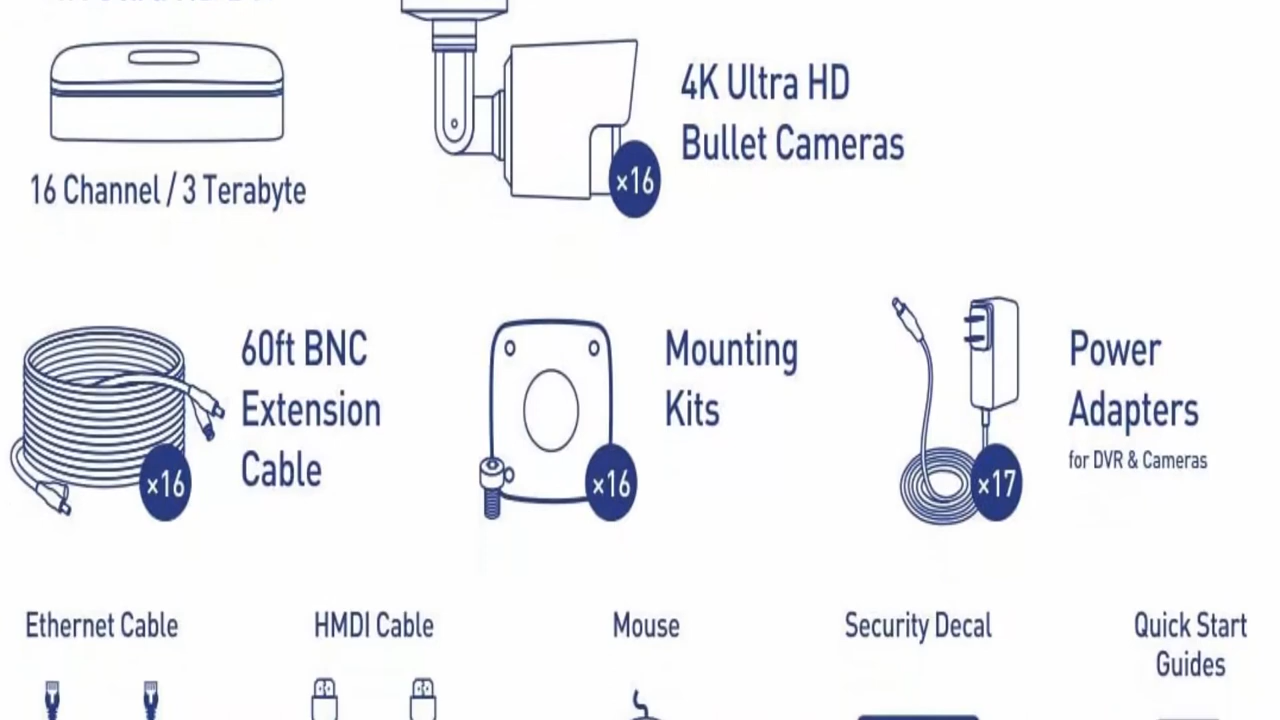 16 Channel / 3 Terabyte
4K Ultra HD
Bullet Cameras
×16
60ft BNC
Extension
Cable
×16
Mounting
Kits
×16
Power
Adapters
for DVR & Cameras
×17
Ethernet Cable
HMDI Cable
Mouse
Security Decal
Quick Start
Guides